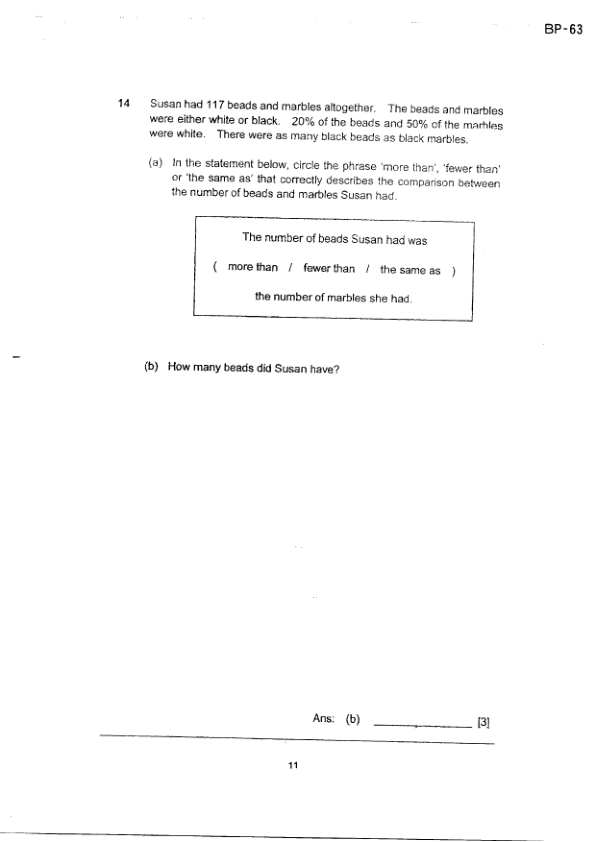 BP-63
14 Susan had 117 beads and marbles altogether. The beads and marbles
were either white or black. 20% of the beads and 50% of the marbles
were white. There were as many black beads as black marbles.
(a) In the statement below, circle the phrase 'more than', 'fewer than'
or 'the same as' that correctly describes the comparison between
the number of beads and marbles Susan had.
The number of beads Susan had was
( more than / fewer than / the same as )
the number of marbles she had.
(b) How many beads did Susan have?
Ans: (b) ____________ [3]
11